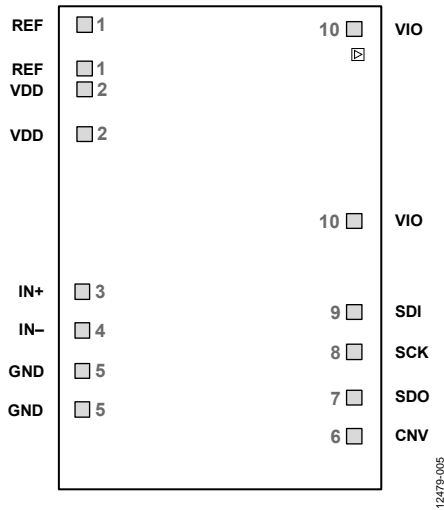 REF 1 10 VIO
REF 1
VDD 2
VDD 2
10 VIO
IN+ 3
9 SDI
IN– 4
8 SCK
GND 5
7 SDO
GND 5
6 CNV
12479-005